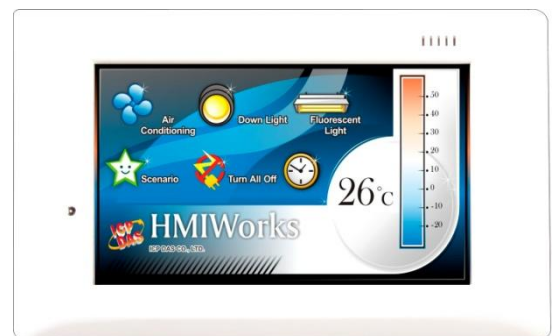 Air
Conditioning
Down Light
Fluorescent
Light
Scenario
Turn All Off
26°c
50
40
30
20
10
0
-10
-20
ICP
DAS
HMIWorks
ICP DAS CO., LTD.